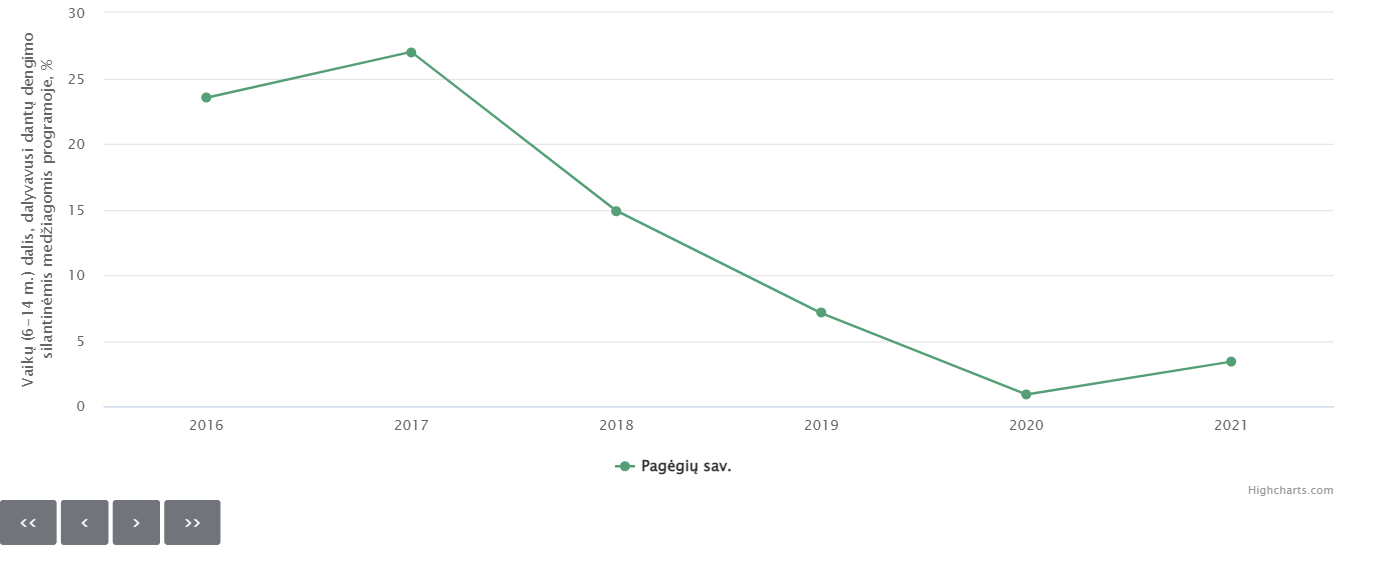 Vaikų (6–14 m.) dalis, dalyvavusi dantų dengimo
silantinėmis medžiagomis programoje, %
30
25
20
15
10
5
0
2016 2017 2018 2019 2020 2021
Pagėgių sav.
Highcharts.com
<< < > >>